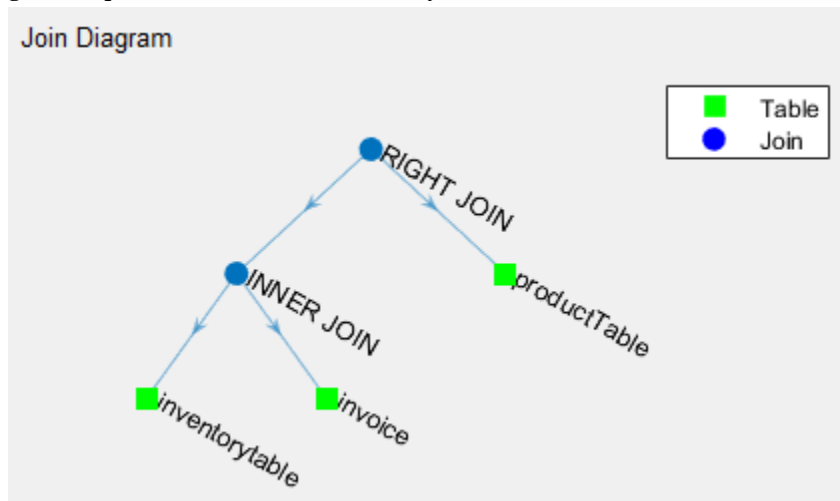 Join Diagram
Table
Join
RIGHT JOIN
INNER JOIN
productTable
inventorytable
invoice